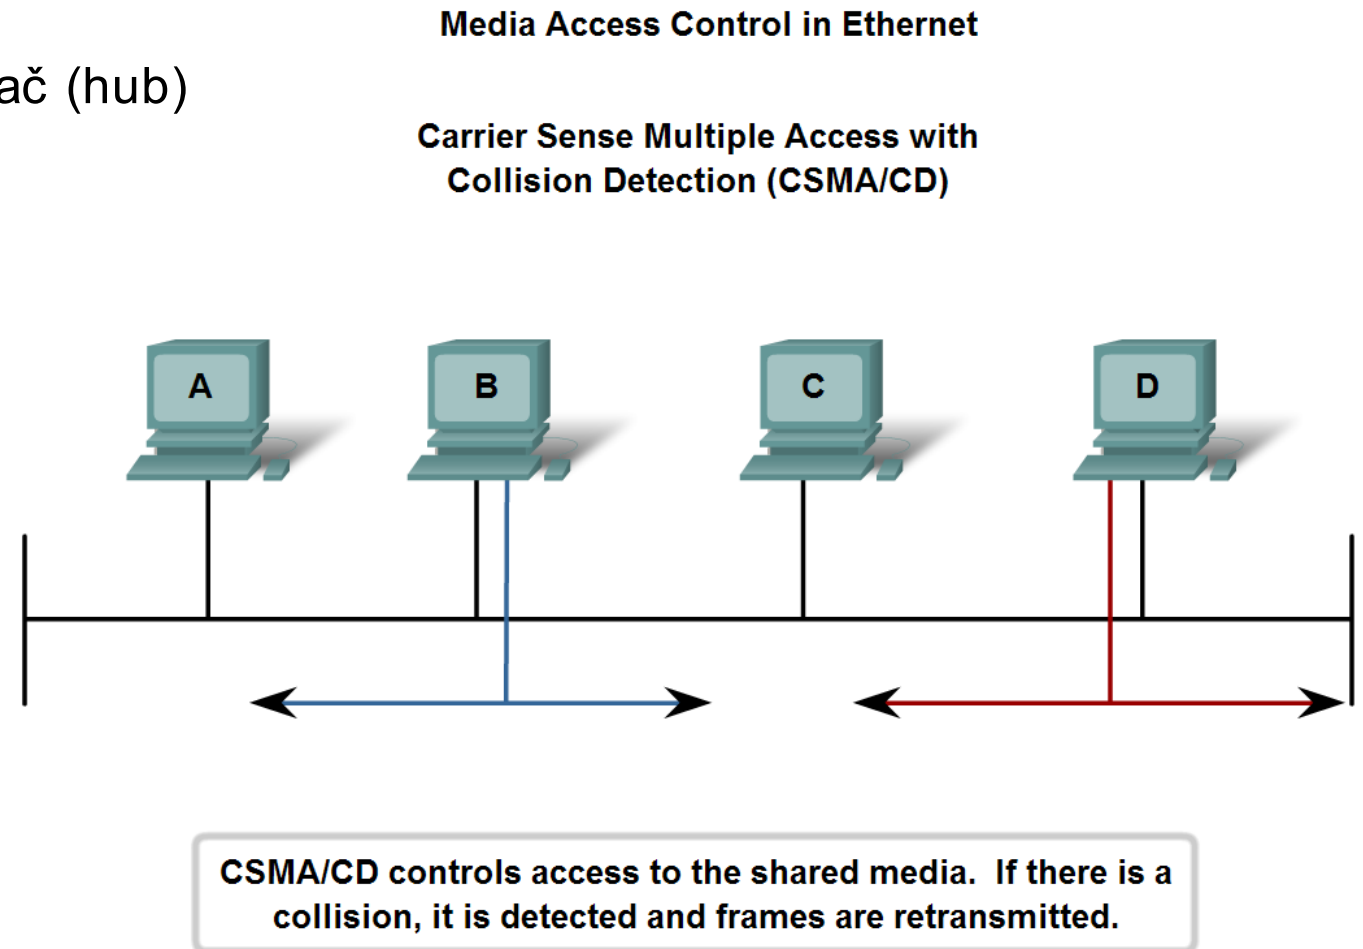 Media Access Control in Ethernet
ač (hub)
Carrier Sense Multiple Access with
Collision Detection (CSMA/CD)
A
B
C
D
CSMA/CD controls access to the shared media. If there is a
collision, it is detected and frames are retransmitted.